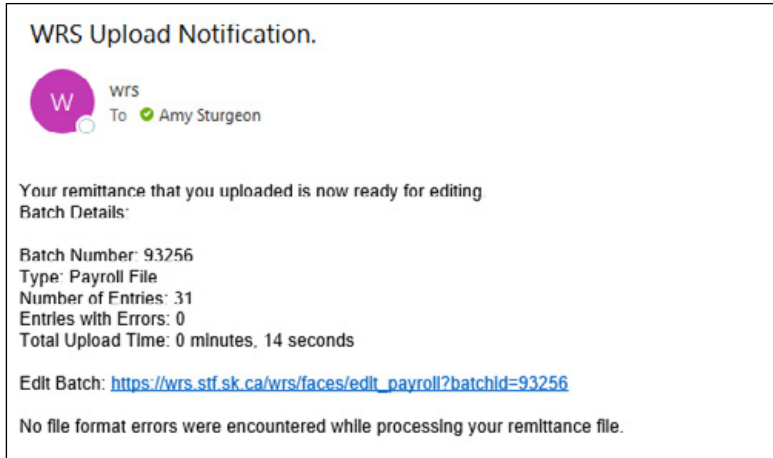 WRS Upload Notification.
W
wrs
To Amy Sturgeon
Your remittance that you uploaded is now ready for editing.
Batch Details:
Batch Number: 93256
Type: Payroll File
Number of Entries: 31
Entries with Errors: 0
Total Upload Time: 0 minutes, 14 seconds
Edit Batch: https://wrs.stf.sk.ca/wrs/faces/edit_payroll?batchid=93256
No file format errors were encountered while processing your remittance file.